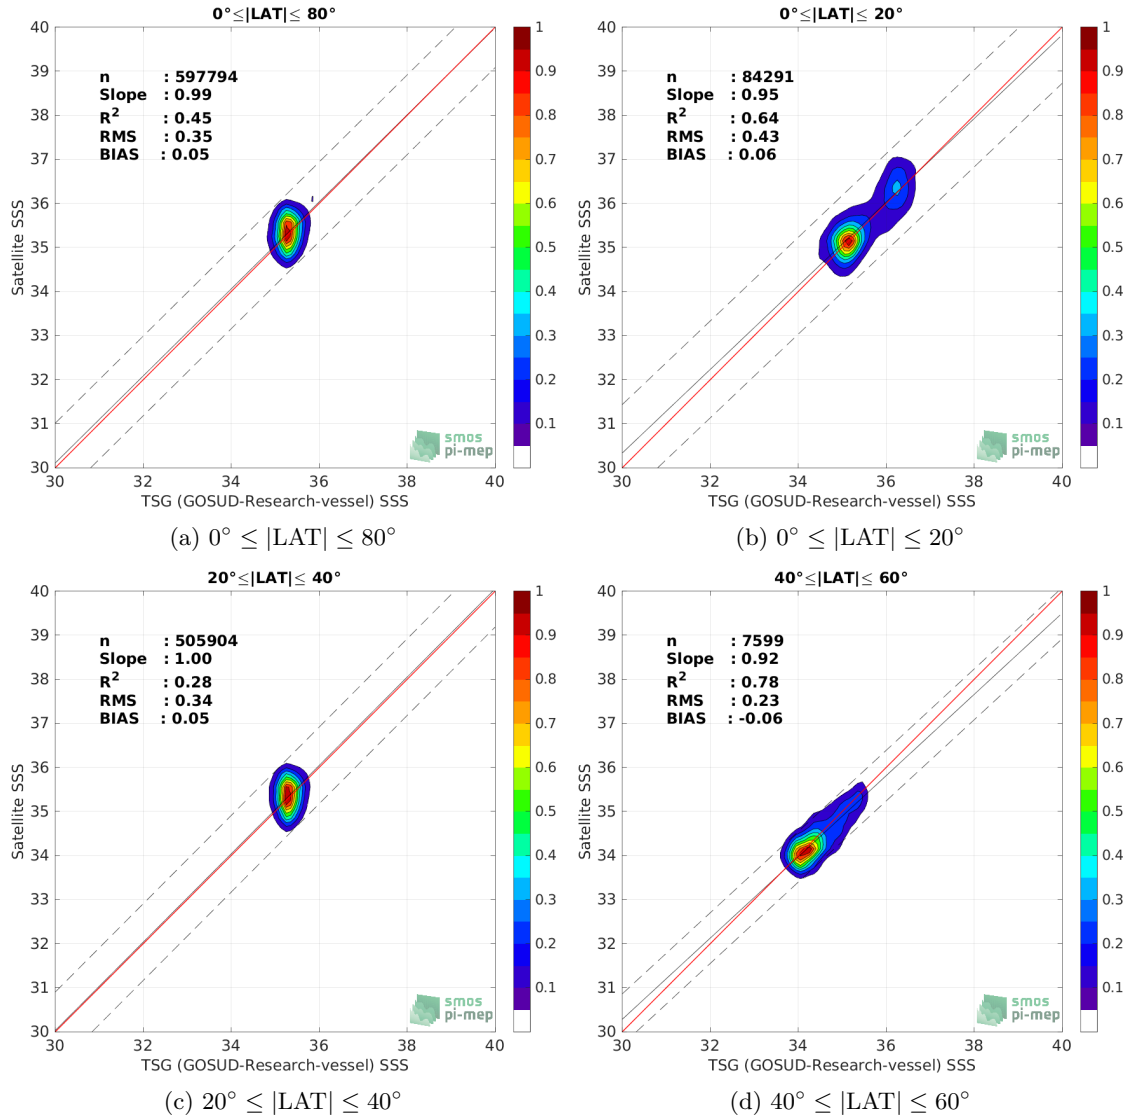 0°≤|LAT|≤ 80°
40
39
38
37
36
35
34
33
32
31
30
n : 597794
Slope : 0.99
R² : 0.45
RMS : 0.35
BIAS : 0.05
Satellite SSS
30 32 34 36 38 40
TSG (GOSUD-Research-vessel) SSS
smos
pi-mep
1
0.9
0.8
0.7
0.6
0.5
0.4
0.3
0.2
0.1
(a) 0° ≤ |LAT| ≤ 80°
0°≤|LAT|≤ 20°
40
39
38
37
36
35
34
33
32
31
30
n : 84291
Slope : 0.95
R² : 0.64
RMS : 0.43
BIAS : 0.06
Satellite SSS
30 32 34 36 38 40
TSG (GOSUD-Research-vessel) SSS
smos
pi-mep
1
0.9
0.8
0.7
0.6
0.5
0.4
0.3
0.2
0.1
(b) 0° ≤ |LAT| ≤ 20°
20°≤|LAT|≤ 40°
40
39
38
37
36
35
34
33
32
31
30
n : 505904
Slope : 1.00
R² : 0.28
RMS : 0.34
BIAS : 0.05
Satellite SSS
30 32 34 36 38 40
TSG (GOSUD-Research-vessel) SSS
smos
pi-mep
1
0.9
0.8
0.7
0.6
0.5
0.4
0.3
0.2
0.1
(c) 20° ≤ |LAT| ≤ 40°
40°≤|LAT|≤ 60°
40
39
38
37
36
35
34
33
32
31
30
n : 7599
Slope : 0.92
R² : 0.78
RMS : 0.23
BIAS : -0.06
Satellite SSS
30 32 34 36 38 40
TSG (GOSUD-Research-vessel) SSS
smos
pi-mep
1
0.9
0.8
0.7
0.6
0.5
0.4
0.3
0.2
0.1
(d) 40° ≤ |LAT| ≤ 60°